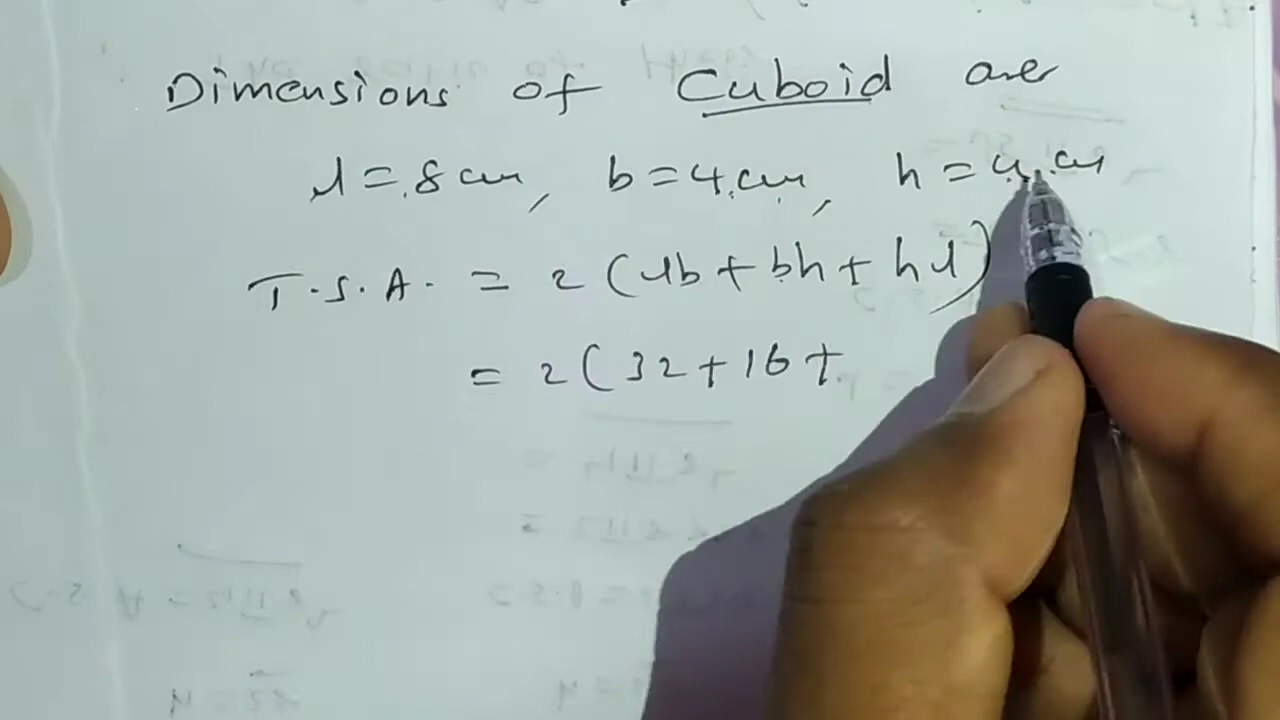 Dimensions of Cuboid are
l = 8 cm, b = 4 cm, h = 4 cm
T.S.A. = 2 (lb + bh + hl)
= 2 ( 32 + 16 +